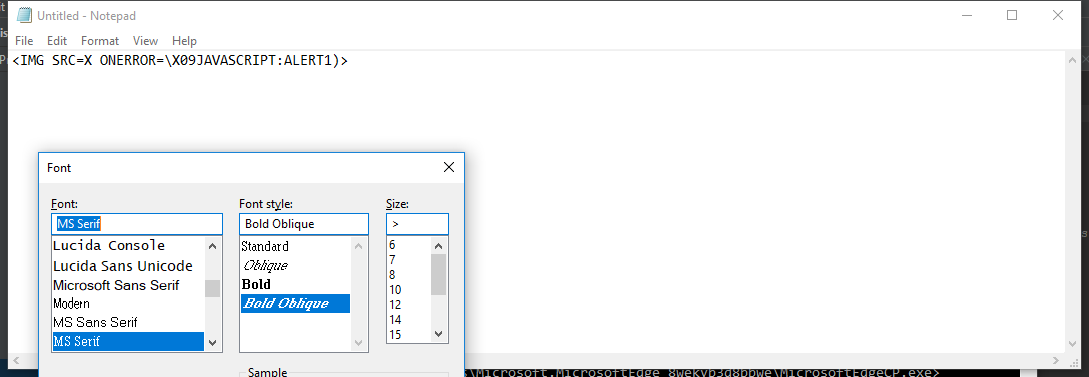 Untitled - Notepad
File Edit Format View Help
<IMG SRC=X ONERROR=\X09JAVASCRIPT:ALERT1)>
Font
Font: Font style: Size:
MS Serif Bold Oblique >
Lucida Console Standard 6
Lucida Sans Unicode Oblique 7
Microsoft Sans Serif Bold 8
Modern Bold Oblique 10
MS Sans Serif 12
MS Serif 14
15
Sample
s\Microsoft.MicrosoftEdge_8wekyb3d8bbwe\MicrosoftEdgeCP.exe>